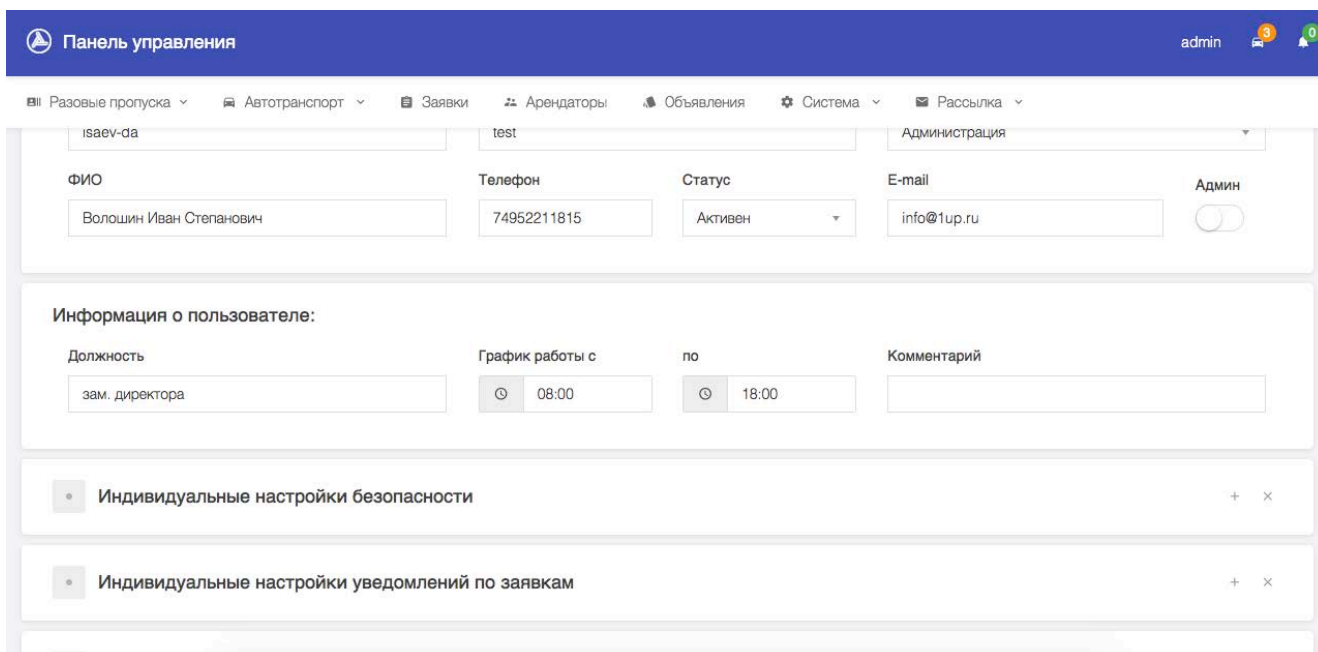 Панель управления
admin
3
0
Разовые пропуска
Автотранспорт
Заявки
Арендаторы
Объявления
Система
Рассылка
isaev-da
test
Администрация
ФИО
Телефон
Статус
E-mail
Админ
Волошин Иван Степанович
74952211815
Активен
info@1up.ru
Информация о пользователе:
Должность
График работы с
по
Комментарий
зам. директора
08:00
18:00
Индивидуальные настройки безопасности
Индивидуальные настройки уведомлений по заявкам